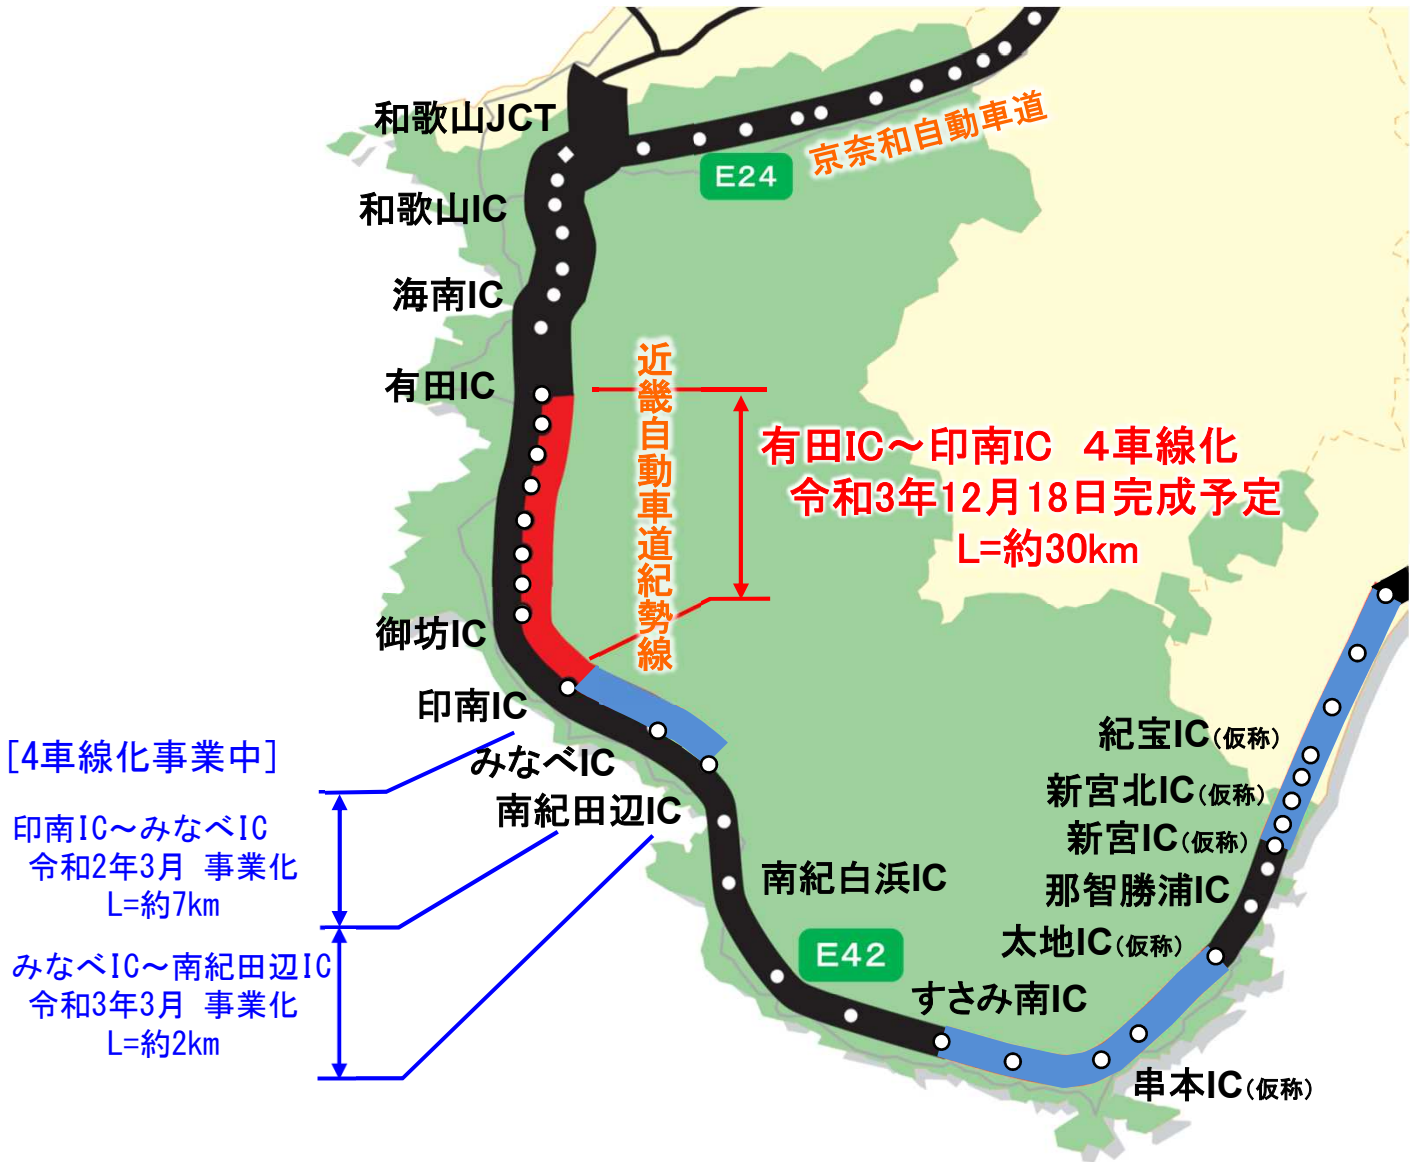 和歌山JCT
京奈和自動車道
E24
和歌山IC
海南IC
有田IC
近畿自動車道紀勢線
有田IC～印南IC 4車線化
令和3年12月18日完成予定
L=約30km
御坊IC
印南IC
[4車線化事業中]
みなべIC
南紀田辺IC
印南IC～みなべIC
令和2年3月 事業化
L=約7km
みなべIC～南紀田辺IC
令和3年3月 事業化
L=約2km
紀宝IC(仮称)
新宮北IC(仮称)
新宮IC(仮称)
南紀白浜IC
那智勝浦IC
太地IC(仮称)
E42
すさみ南IC
串本IC(仮称)